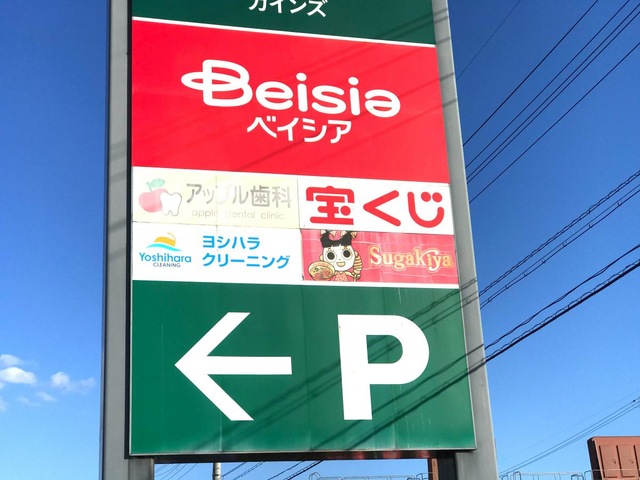 カインズ
Beisia
ベイシア
アップル歯科
apple dental clinic
宝くじ
Yoshihara
CLEANING
ヨシハラ
クリーニング
Sugakiya
← P